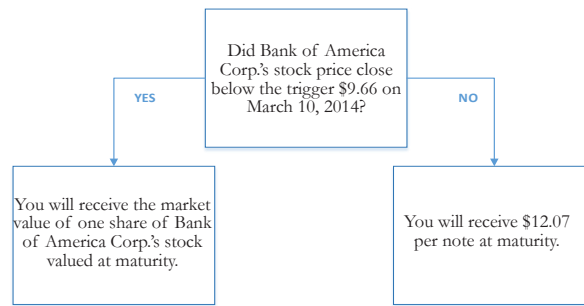 Did Bank of America
Corp.'s stock price close
below the trigger $9.66 on
March 10, 2014?
YES
NO
You will receive the market
value of one share of Bank
of America Corp.'s stock
valued at maturity.
You will receive $12.07
per note at maturity.